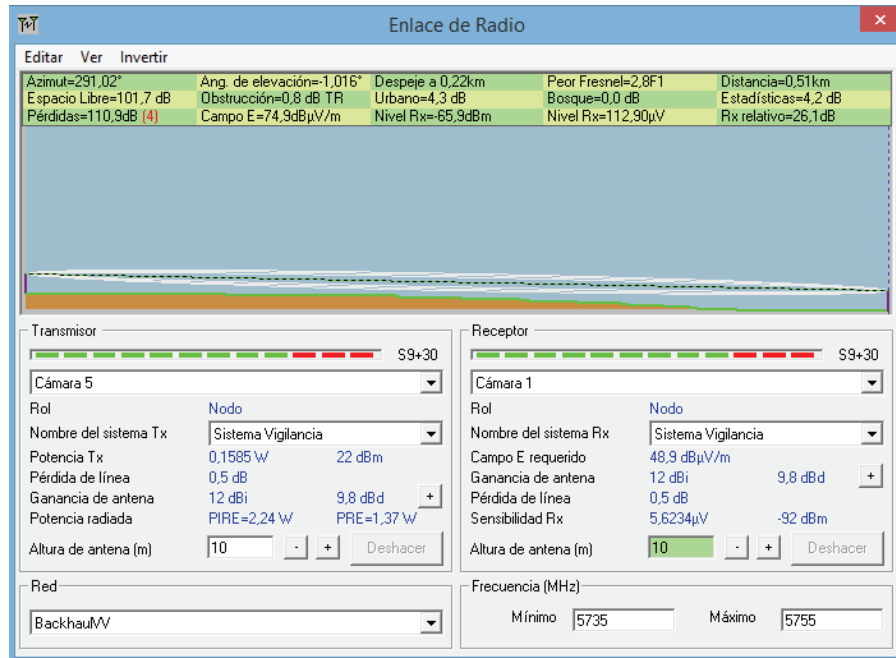 Enlace de Radio
Editar Ver Invertir
Azimut=291,02° Ang. de elevación=-1,016° Despeje a 0,22km Peor Fresnel=2,8F1 Distancia=0,51km
Espacio Libre=101,7 dB Obstrucción=0,8 dB TR Urbano=4,3 dB Bosque=0,0 dB Estadísticas=4,2 dB
Pérdidas=110,9dB (4) Campo E=74,9dBµV/m Nivel Rx=-65,9dBm Nivel Rx=112,90µV Rx relativo=26,1dB
Transmisor
S9+30
Cámara 5
Rol Nodo
Nombre del sistema Tx Sistema Vigilancia
Potencia Tx 0,1585 W 22 dBm
Pérdida de línea 0,5 dB
Ganancia de antena 12 dBi 9,8 dBd +
Potencia radiada PIRE=2,24 W PRE=1,37 W
Altura de antena (m) 10 - + Deshacer
Receptor
S9+30
Cámara 1
Rol Nodo
Nombre del sistema Rx Sistema Vigilancia
Campo E requerido 48,9 dBµV/m
Ganancia de antena 12 dBi 9,8 dBd +
Pérdida de línea 0,5 dB
Sensibilidad Rx 5,6234µV -92 dBm
Altura de antena (m) 10 - + Deshacer
Red
BackhaulVV
Frecuencia (MHz)
Mínimo 5735 Máximo 5755